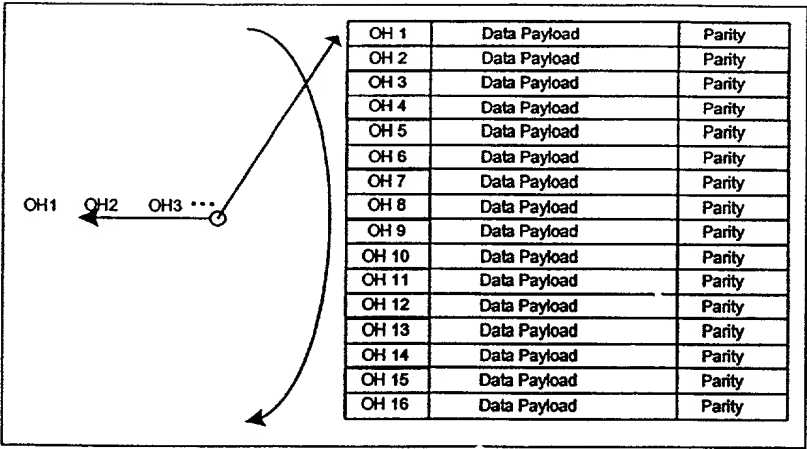 OH 1 Data Payload Parity
OH 2 Data Payload Parity
OH 3 Data Payload Parity
OH 4 Data Payload Parity
OH 5 Data Payload Parity
OH 6 Data Payload Parity
OH 7 Data Payload Parity
OH1 OH2 OH3 •••
OH 8 Data Payload Parity
OH 9 Data Payload Parity
OH 10 Data Payload Parity
OH 11 Data Payload Parity
OH 12 Data Payload Parity
OH 13 Data Payload Parity
OH 14 Data Payload Parity
OH 15 Data Payload Parity
OH 16 Data Payload Parity